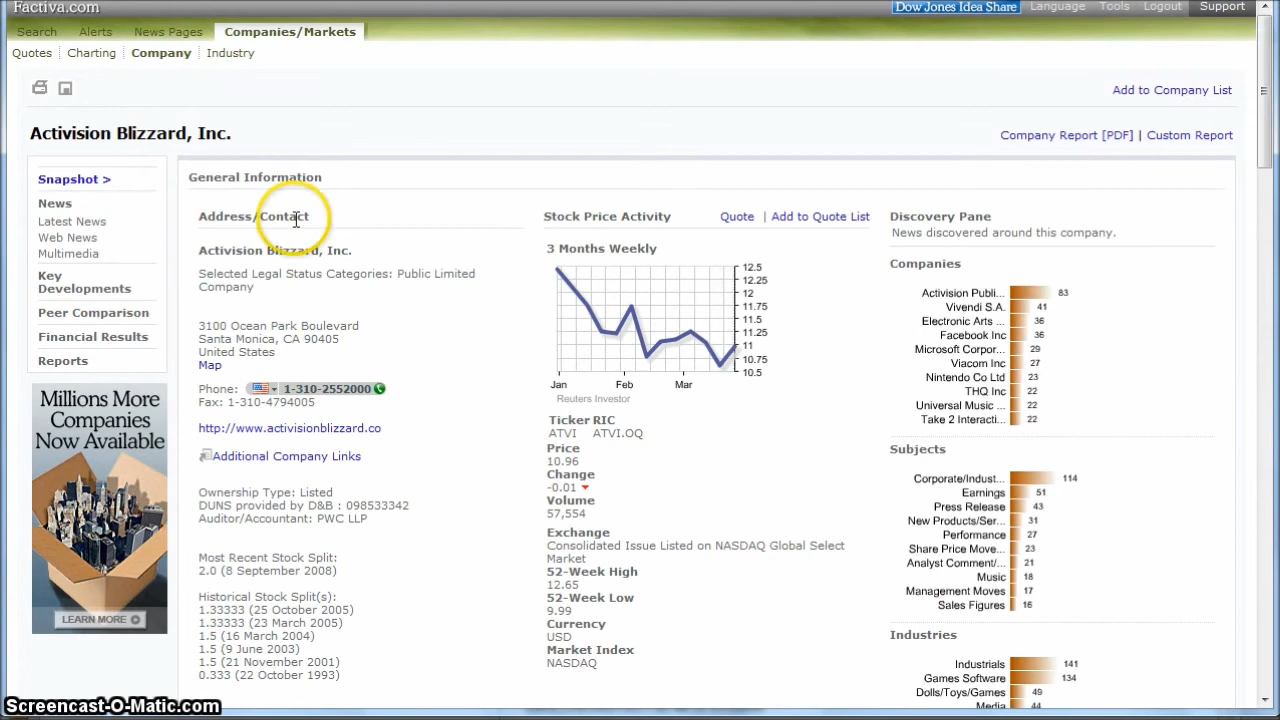 Factiva.com
Dow Jones Idea Share Language Tools Logout Support
Search Alerts News Pages Companies/Markets
Quotes Charting Company Industry
Add to Company List
Activision Blizzard, Inc.
Company Report [PDF] | Custom Report
Snapshot >
News
Latest News
Web News
Multimedia
Key
Developments
Peer Comparison
Financial Results
Reports
Millions More
Companies
Now Available
LEARN MORE
General Information
Address/Contact
Activision Blizzard, Inc.
Selected Legal Status Categories: Public Limited
Company
3100 Ocean Park Boulevard
Santa Monica, CA 90405
United States
Map
Phone: 1-310-2552000
Fax: 1-310-4794005
http://www.activisionblizzard.co
Additional Company Links
Ownership Type: Listed
DUNS provided by D&B : 098533342
Auditor/Accountant: PWC LLP
Most Recent Stock Split:
2.0 (8 September 2008)
Historical Stock Split(s):
1.33333 (25 October 2005)
1.33333 (23 March 2005)
1.5 (16 March 2004)
1.5 (9 June 2003)
1.5 (21 November 2001)
0.333 (22 October 1993)
Stock Price Activity Quote | Add to Quote List
3 Months Weekly
12.5
12.25
12
11.75
11.5
11.25
11
10.75
10.5
Jan Feb Mar
Reuters Investor
Ticker RIC
ATVI ATVI.OQ
Price
10.96
Change
-0.01
Volume
57,554
Exchange
Consolidated Issue Listed on NASDAQ Global Select
Market
52-Week High
12.65
52-Week Low
9.99
Currency
USD
Market Index
NASDAQ
Discovery Pane
News discovered around this company.
Companies
Activision Publi... 83
Vivendi S.A. 41
Electronic Arts ... 36
Facebook Inc 36
Microsoft Corpor... 29
Viacom Inc 27
Nintendo Co Ltd 23
THQ Inc 22
Universal Music ... 22
Take 2 Interacti... 22
Subjects
Corporate/Indust... 114
Earnings 51
Press Release 43
New Products/Ser... 31
Performance 27
Share Price Move... 23
Analyst Comment/... 21
Music 18
Management Moves 17
Sales Figures 16
Industries
Industrials 141
Games Software 134
Dolls/Toys/Games 49
Media 44
Screencast-O-Matic.com